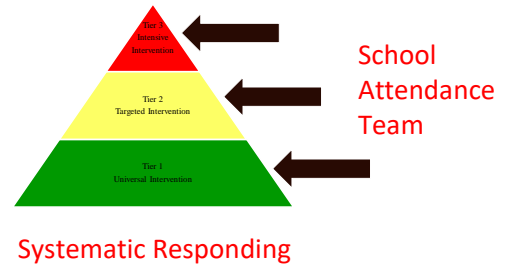 Tier 3
Intensive
Intervention
School
Attendance
Team
Tier 2
Targeted Intervention
Tier 1
Universal Intervention
Systematic Responding